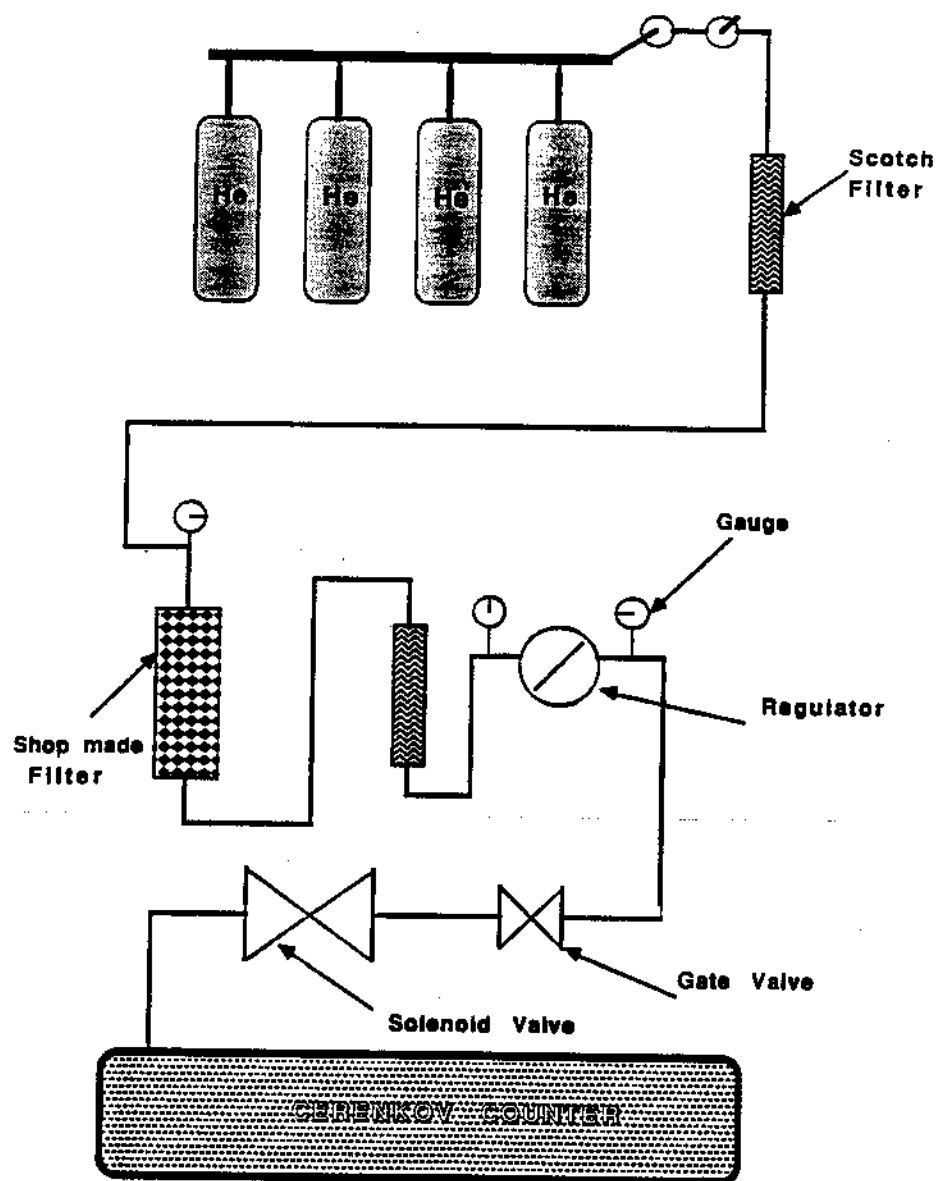 He
He
He
He
Scotch
Filter
Gauge
Regulator
Shop made
Filter
Gate Valve
Solenoid Valve
CERENKOV COUNTER